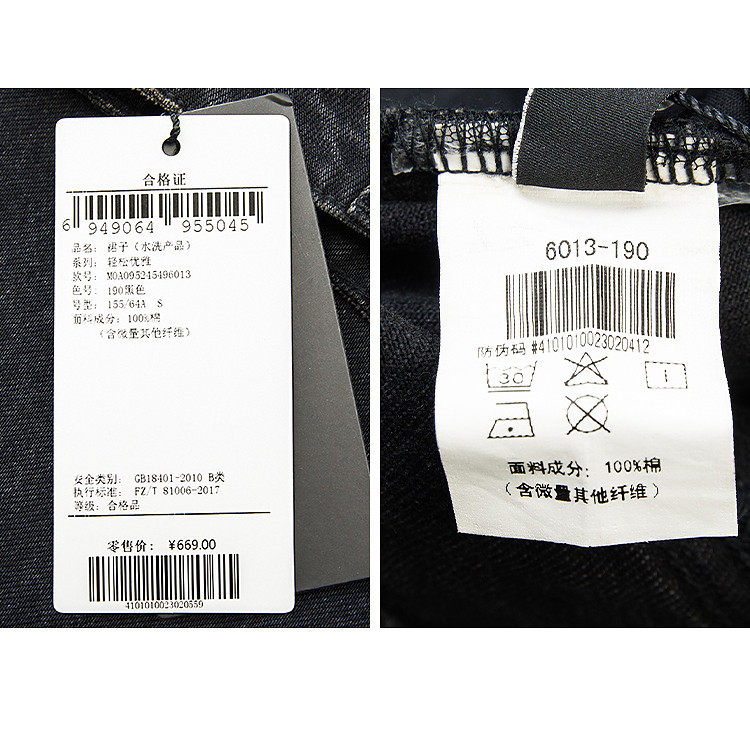 合格证
6 949064 955045
品名: 裙子（水洗产品）
系列: 轻松优雅
款号: MOA095245496013
色号: 190黑色
号型: 155/64A S
面料成分: 100%棉
（含微量其他纤维）
安全类别: GB18401-2010 B类
执行标准: FZ/T 81006-2017
等级: 合格品
零售价: ¥669.00
4101010023020559
6013-190
防伪码 #4101010023020412
30
面料成分: 100%棉
（含微量其他纤维）